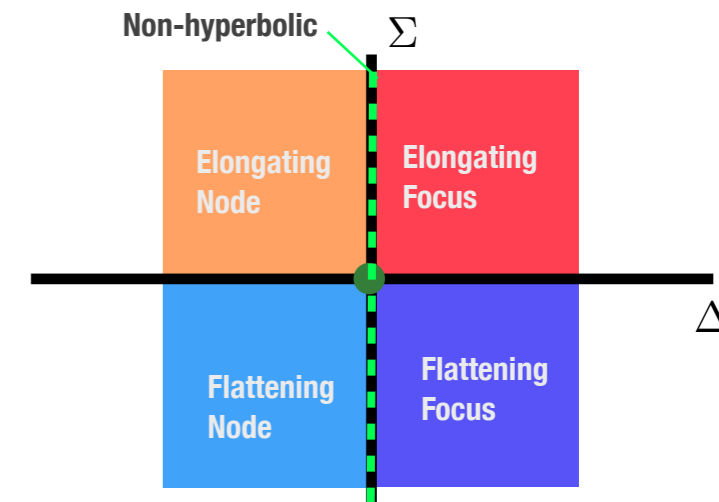 Non-hyperbolic
Σ
Elongating
Node
Elongating
Focus
Δ
Flattening
Node
Flattening
Focus